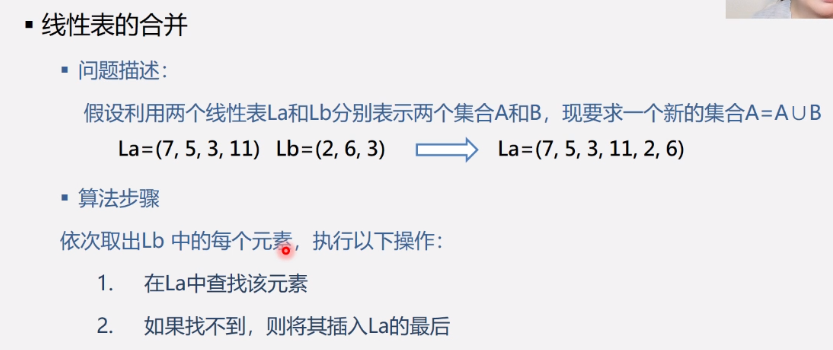 ▪ 线性表的合并
▪ 问题描述：
假设利用两个线性表La和Lb分别表示两个集合A和B，现要求一个新的集合A=A∪B
La=(7, 5, 3, 11) Lb=(2, 6, 3) La=(7, 5, 3, 11, 2, 6)
▪ 算法步骤
依次取出Lb 中的每个元素，执行以下操作：
1. 在La中查找该元素
2. 如果找不到，则将其插入La的最后